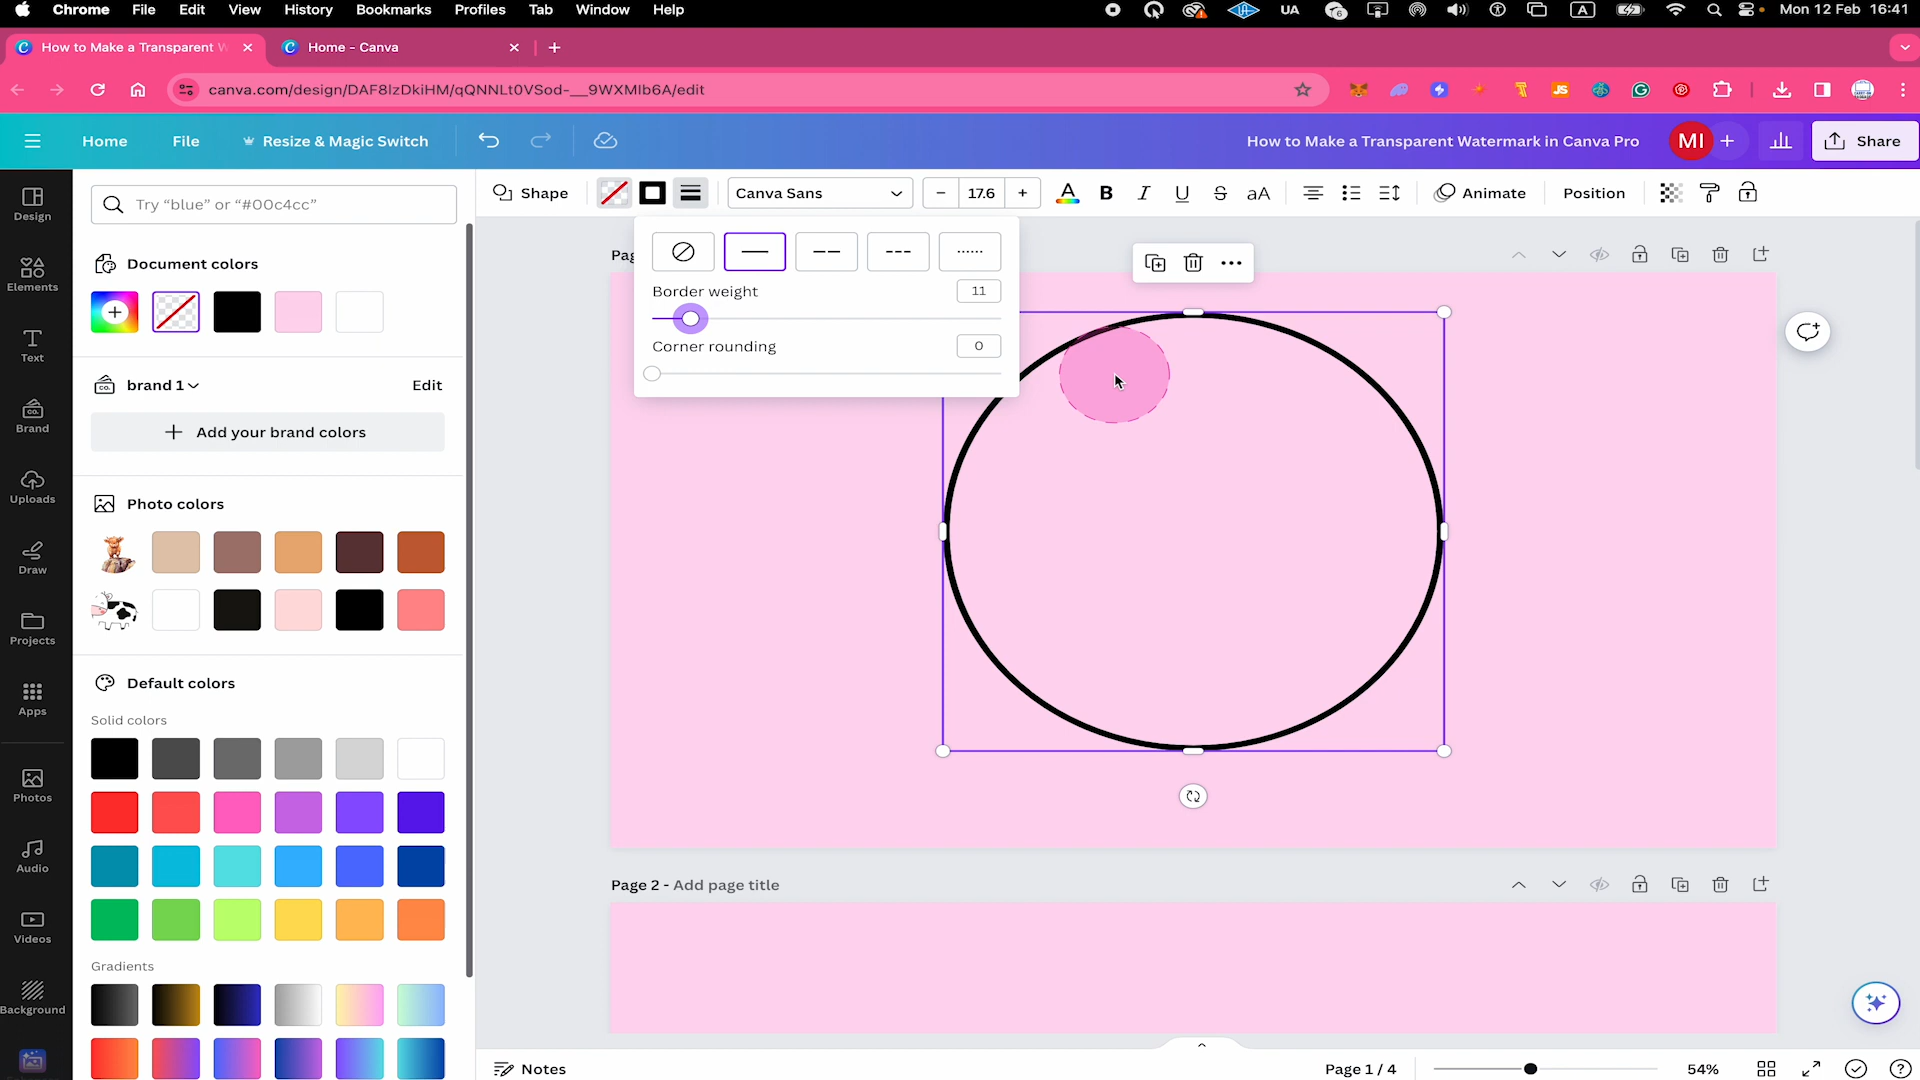 Chrome File Edit View History Bookmarks Profiles Tab Window Help
UA 6 A Mon 12 Feb 16:41
How to Make a Transparent W
Home - Canva
canva.com/design/DAF8lzDkiHM/qQNNLt0VSod-__9WXMIb6A/edit
JS
Home File Resize & Magic Switch
How to Make a Transparent Watermark in Canva Pro MI + Share
Design
Elements
Text
Brand
Uploads
Draw
Projects
Apps
Photos
Audio
Videos
Background
Try “blue” or “#00c4cc”
Document colors
brand 1 Edit
+ Add your brand colors
Photo colors
Default colors
Solid colors
Gradients
Shape Canva Sans − 17.6 + A B I U S aA Animate Position
Border weight 11
Corner rounding 0
Pag
Page 2 - Add page title
Notes Page 1 / 4 54%